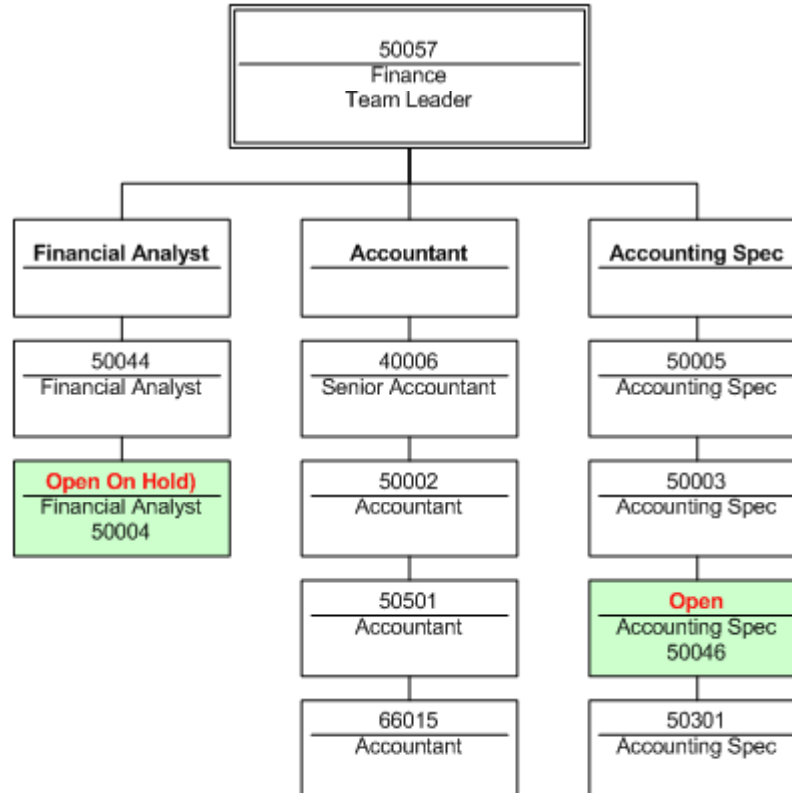 50057
Finance
Team Leader
Financial Analyst
Accountant
Accounting Spec
50044
Financial Analyst
40006
Senior Accountant
50005
Accounting Spec
Open On Hold)
Financial Analyst
50004
50002
Accountant
50003
Accounting Spec
50501
Accountant
Open
Accounting Spec
50046
66015
Accountant
50301
Accounting Spec